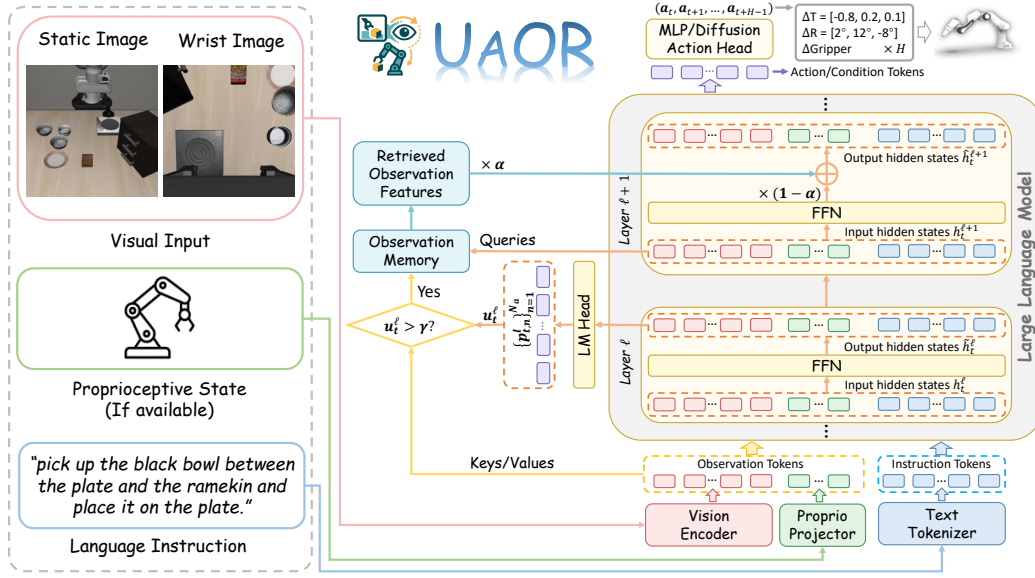 Static Image
Wrist Image
Visual Input
Proprioceptive State
(If available)
“pick up the black bowl between
the plate and the ramekin and
place it on the plate.”
Language Instruction
UAOR
(a_t, a_{t+1}, ..., a_{t+H-1})
MLP/Diffusion
Action Head
ΔT = [-0.8, 0.2, 0.1]
ΔR = [2°, 12°, -8°]
ΔGripper × H
Action/Condition Tokens
Retrieved
Observation
Features
× α
Observation
Memory
Queries
Yes
u_t^ℓ > γ?
u_t^ℓ
{p_{t,n}^l}_{n=1}^{N_a}
LM Head
Keys/Values
Large Language Model
Layer ℓ + 1
Output hidden states h̃_t^{ℓ+1}
× (1 − α)
FFN
Input hidden states h_t^{ℓ+1}
Layer ℓ
Output hidden states h̃_t^ℓ
FFN
Input hidden states h_t^ℓ
Observation Tokens
Instruction Tokens
Vision
Encoder
Proprio
Projector
Text
Tokenizer